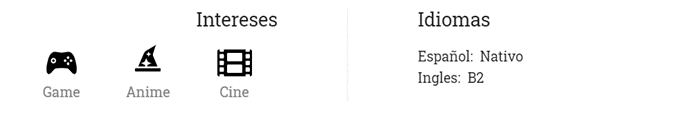 Intereses
Game Anime Cine
Idiomas
Español: Nativo
Ingles: B2